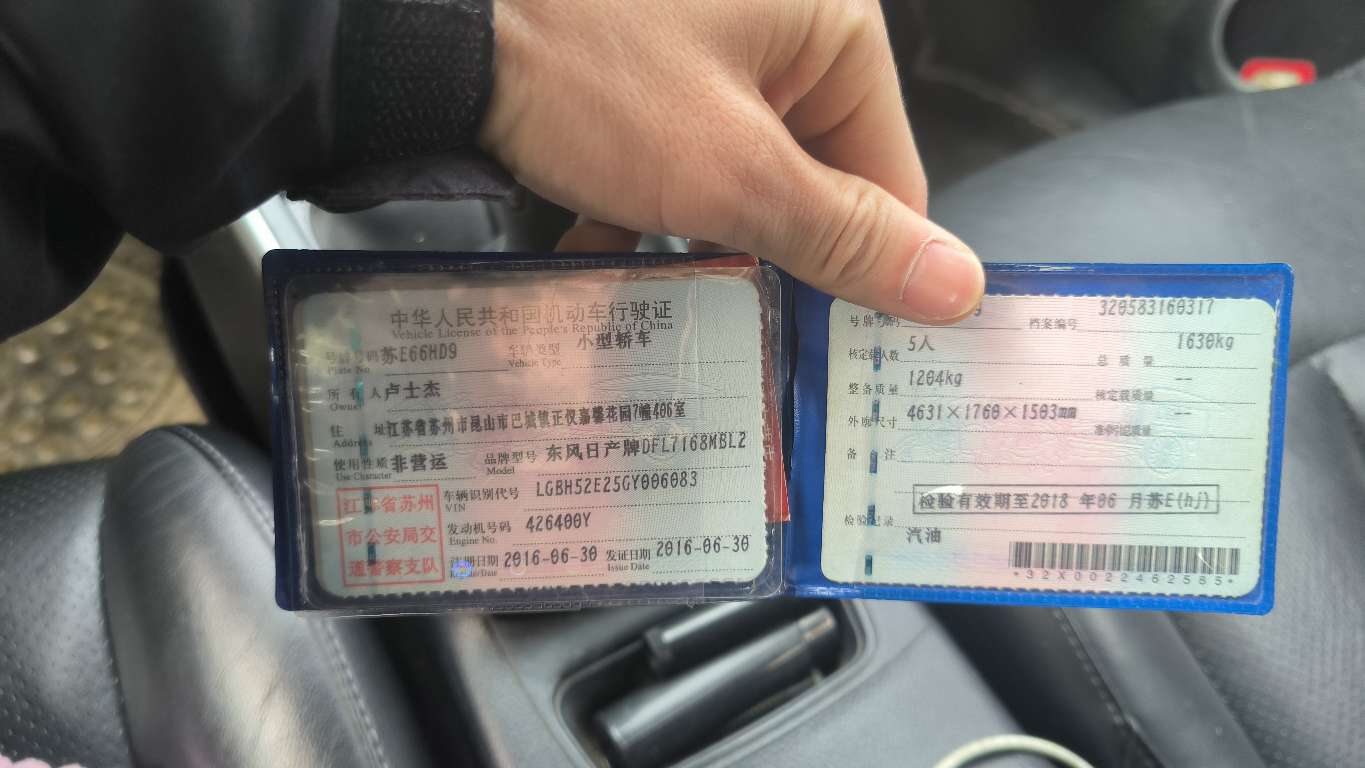 中华人民共和国机动车行驶证
Vehicle License of the People's Republic of China
号牌号码 苏E66HD9 车辆类型 小型轿车
Plate No. Vehicle Type
所有人 卢士杰
Owner
住址 江苏省苏州市昆山市巴城镇正仪嘉馨花园7幢406室
Address
使用性质 非营运 品牌型号 东风日产牌DFL7168MBL2
Use Character Model
江苏省苏州
市公安局交
通警察支队
车辆识别代号 LGBH52E25GY006083
VIN
发动机号码 426400Y
Engine No.
注册日期 2016-06-30 发证日期 2016-06-30
Issue Date
号牌号码 档案编号 320583160317
核定载人数 5人 总质量 1630kg
整备质量 1204kg 核定载质量 --
外廓尺寸 4631×1760×1503mm 准牵引总质量 --
备注
检验有效期至2018 年06 月苏E(hj)
检验记录
汽油
*32X0022462585*